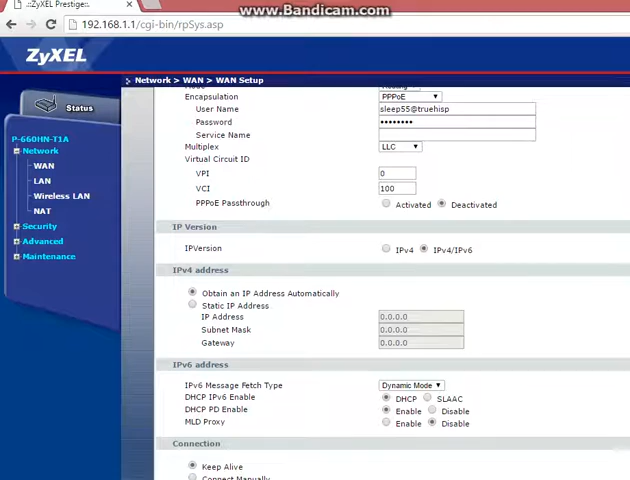 www.Bandicam.com
.::ZyXEL Prestige::.
192.168.1.1/cgi-bin/rpSys.asp
ZyXEL
Status
Network > WAN > WAN Setup
P-660HN-T1A
Network
WAN
LAN
Wireless LAN
NAT
Security
Advanced
Maintenance
Encapsulation PPPoE
User Name sleep55@truehisp
Password ••••••••
Service Name
Multiplex LLC
Virtual Circuit ID
VPI 0
VCI 100
PPPoE Passthrough Activated Deactivated
IP Version
IPVersion IPv4 IPv4/IPv6
IPv4 address
Obtain an IP Address Automatically
Static IP Address
IP Address 0.0.0.0
Subnet Mask 0.0.0.0
Gateway 0.0.0.0
IPv6 address
IPv6 Message Fetch Type Dynamic Mode
DHCP IPv6 Enable DHCP SLAAC
DHCP PD Enable Enable Disable
MLD Proxy Enable Disable
Connection
Keep Alive
Connect Manually